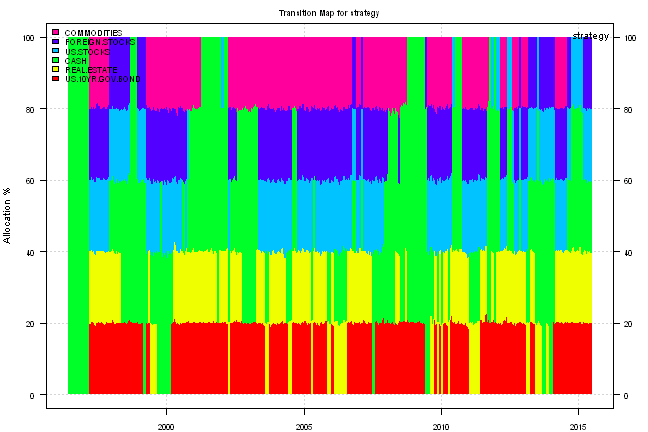 Transition Map for strategy
strategy
COMMODITIES
FOREIGN.STOCKS
US.STOCKS
CASH
REAL.ESTATE
US.10YR.GOV.BOND
Allocation %
100
80
60
40
20
0
100
80
60
40
20
0
2000 2005 2010 2015